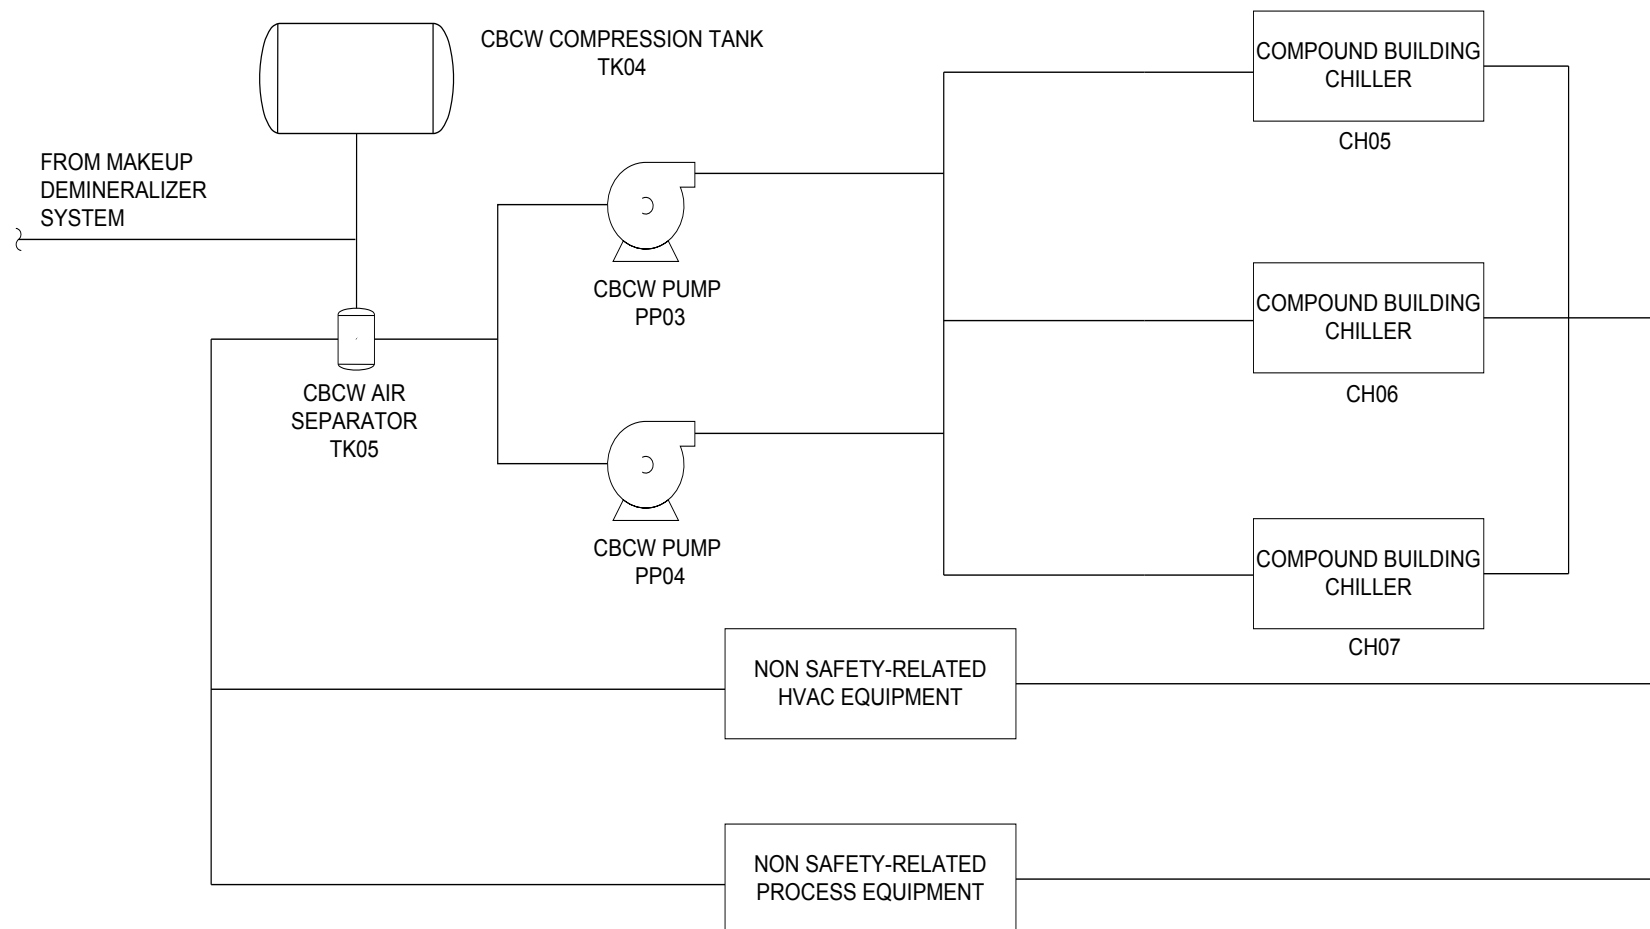 CBCW COMPRESSION TANK
TK04
FROM MAKEUP
DEMINERALIZER
SYSTEM
CBCW AIR
SEPARATOR
TK05
CBCW PUMP
PP03
CBCW PUMP
PP04
COMPOUND BUILDING
CHILLER
CH05
COMPOUND BUILDING
CHILLER
CH06
COMPOUND BUILDING
CHILLER
CH07
NON SAFETY-RELATED
HVAC EQUIPMENT
NON SAFETY-RELATED
PROCESS EQUIPMENT